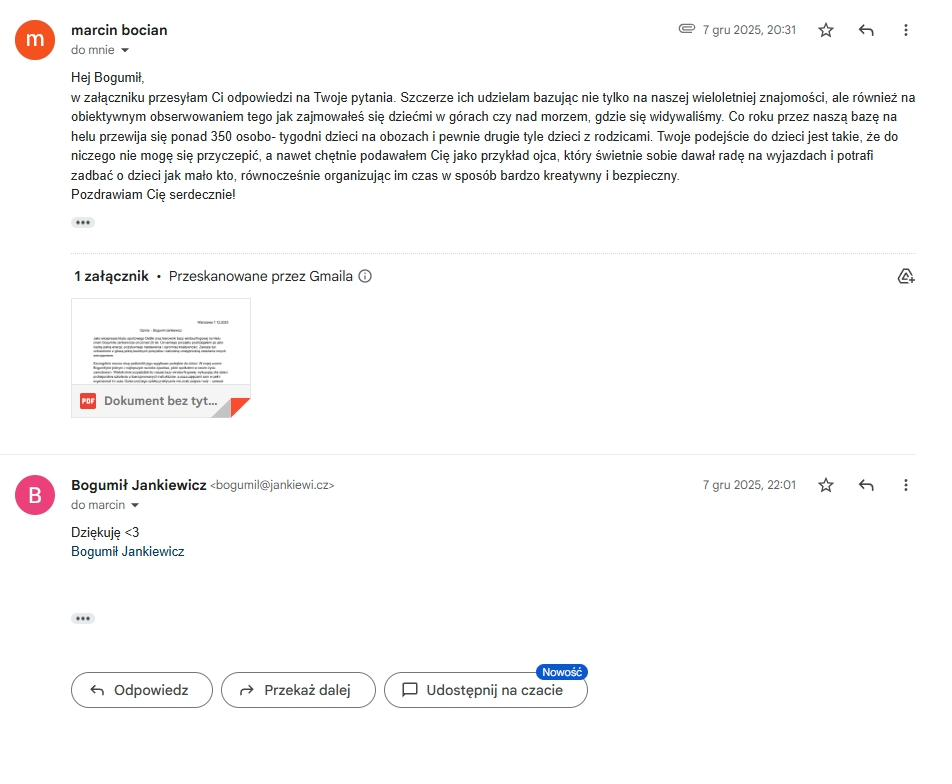 m
marcin bocian
7 gru 2025, 20:31
do mnie
Hej Bogumił,
w załączniku przesyłam Ci odpowiedzi na Twoje pytania. Szczerze ich udzielam bazując nie tylko na naszej wieloletniej znajomości, ale również na
obiektywnym obserwowaniem tego jak zajmowałeś się dziećmi w górach czy nad morzem, gdzie się widywaliśmy. Co roku przez naszą bazę na
helu przewija się ponad 350 osobo- tygodni dzieci na obozach i pewnie drugie tyle dzieci z rodzicami. Twoje podejście do dzieci jest takie, że do
niczego nie mogę się przyczepić, a nawet chętnie podawałem Cię jako przykład ojca, który świetnie sobie dawał radę na wyjazdach i potrafi
zadbać o dzieci jak mało kto, równocześnie organizując im czas w sposób bardzo kreatywny i bezpieczny.
Pozdrawiam Cię serdecznie!
1 załącznik • Przeskanowane przez Gmaila
PDF Dokument bez tyt...
B
Bogumił Jankiewicz <bogumil@jankiewi.cz>
7 gru 2025, 22:01
do marcin
Dziękuję <3
Bogumił Jankiewicz
Nowość
Odpowiedz
Przekaż dalej
Udostępnij na czacie